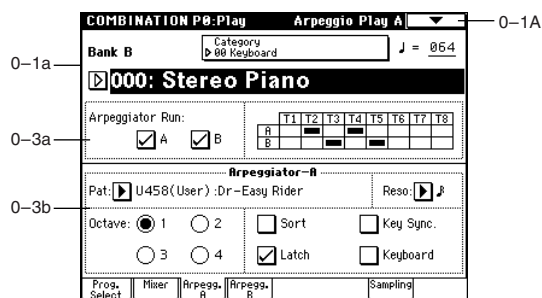 COMBINATION P0:Play Arpeggio Play A
0–1A
Bank B
Category
00 Keyboard
♩ = 064
0–1a
000: Stereo Piano
Arpeggiator Run:
A B
T1 T2 T3 T4 T5 T6 T7 T8
A
B
0–3a
Arpeggiator-A
Pat: U458(User) :Dr-Easy Rider Reso: ♪
0–3b
Octave: 1 2 Sort Key Sync.
3 4 Latch Keyboard
Prog. Select Mixer Arpegg. A Arpegg. B Sampling